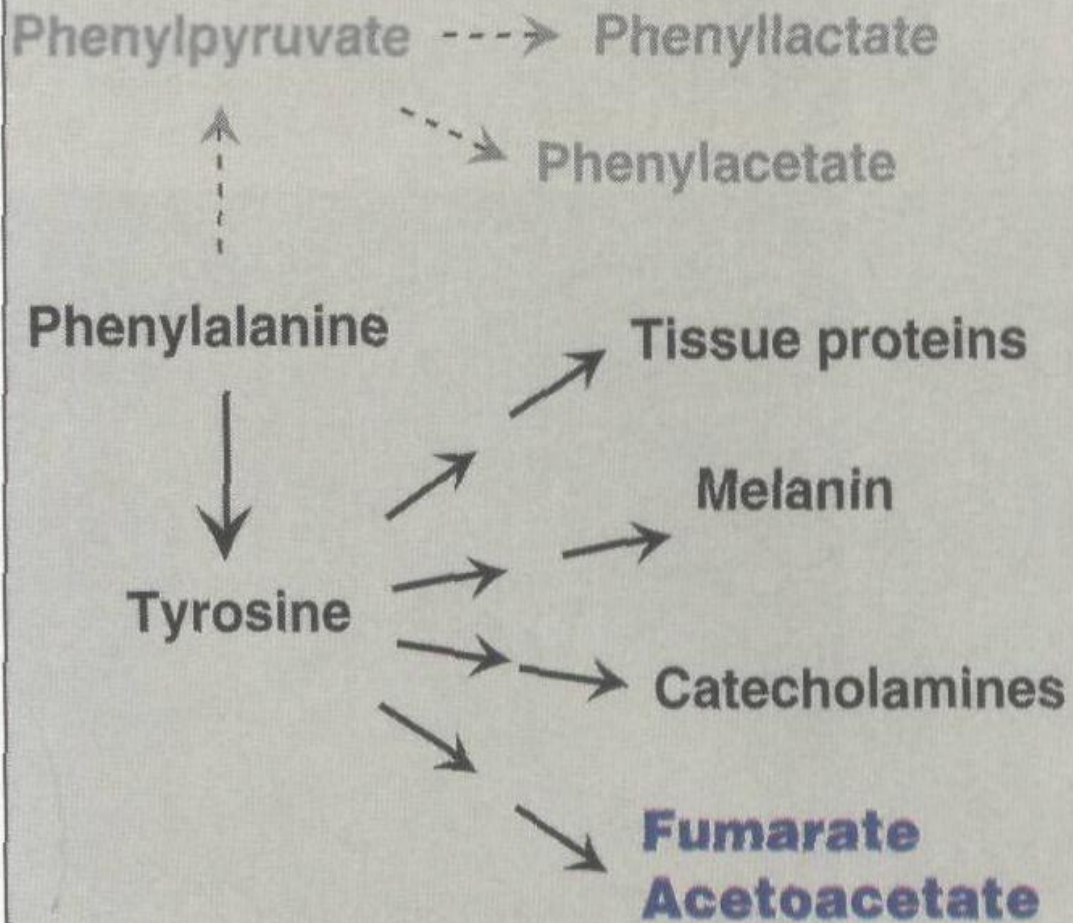 Phenylpyruvate Phenyllactate
Phenylacetate
Phenylalanine
Tissue proteins
Melanin
Tyrosine
Catecholamines
Fumarate
Acetoacetate